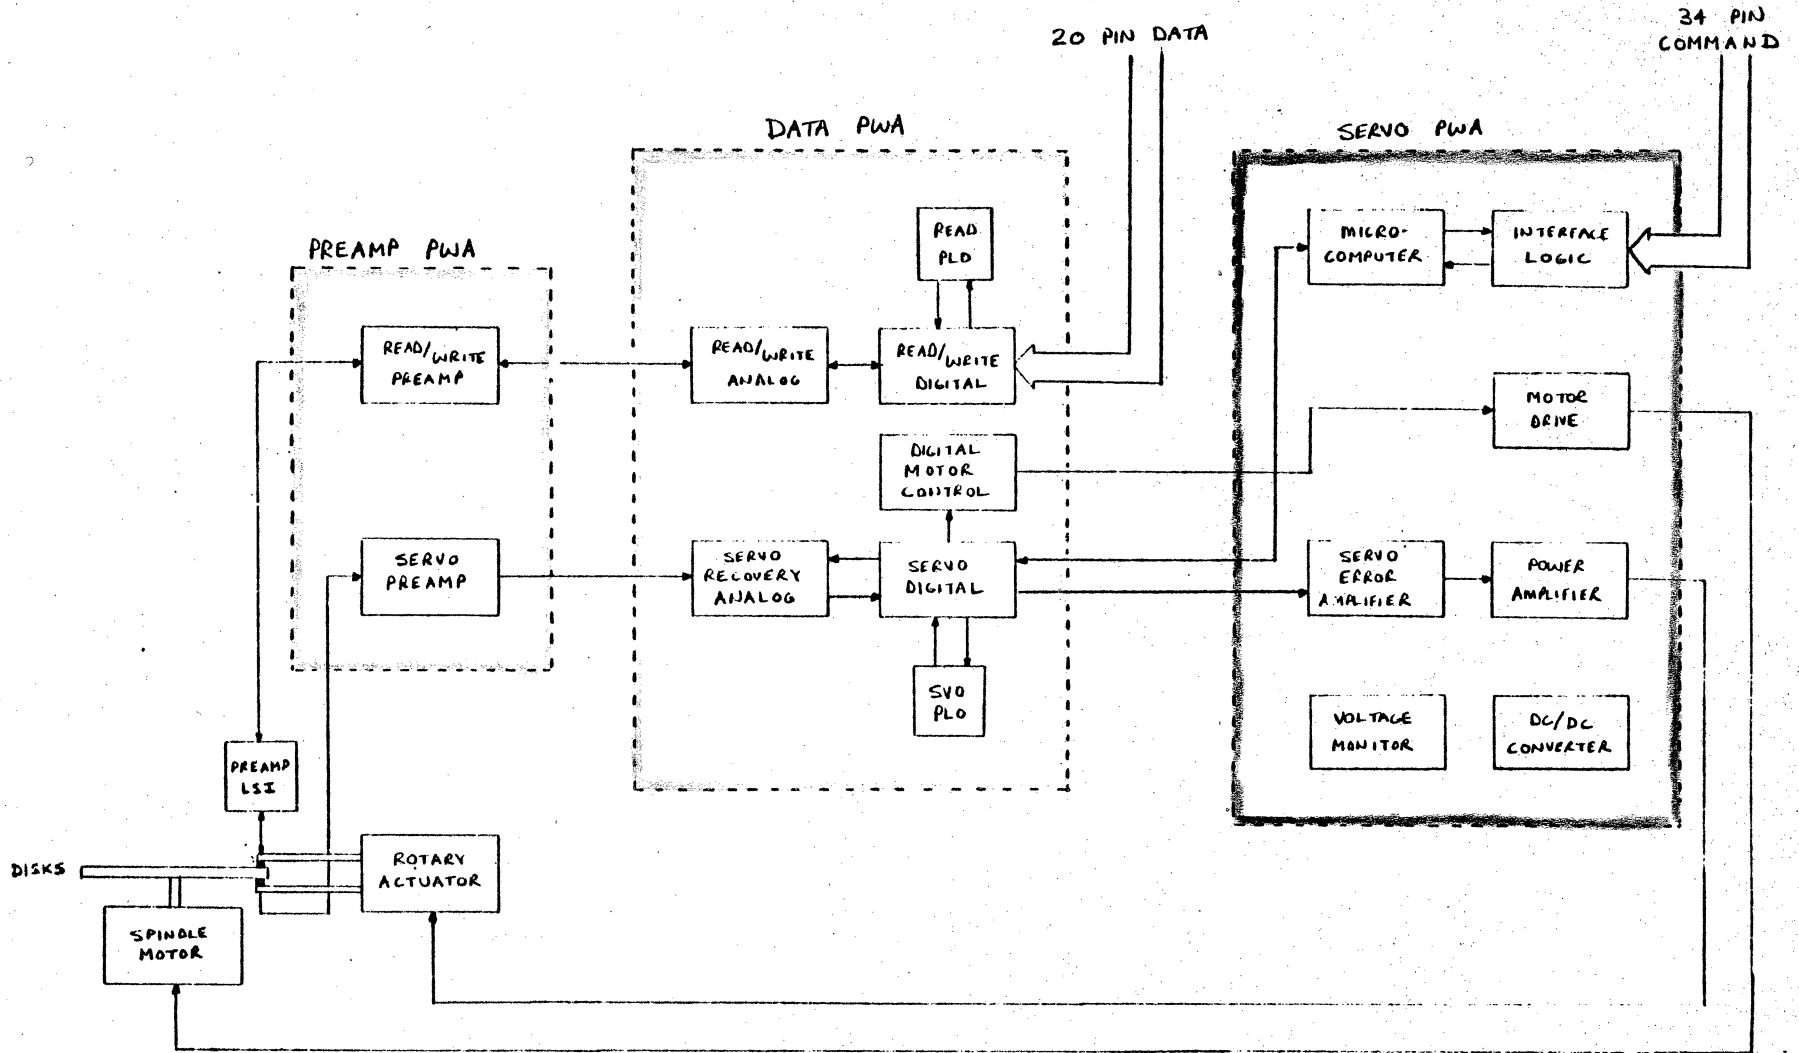 34 PIN
COMMAND
20 PIN DATA
DATA PWA
SERVO PWA
PREAMP PWA
READ
PLO
MICRO-
COMPUTER
INTERFACE
LOGIC
READ/WRITE
PREAMP
READ/WRITE
ANALOG
READ/WRITE
DIGITAL
MOTOR
DRIVE
DIGITAL
MOTOR
CONTROL
SERVO
PREAMP
SERVO
RECOVERY
ANALOG
SERVO
DIGITAL
SERVO
ERROR
AMPLIFIER
POWER
AMPLIFIER
SVO
PLO
VOLTAGE
MONITOR
DC/DC
CONVERTER
PREAMP
LSI
DISKS
ROTARY
ACTUATOR
SPINDLE
MOTOR